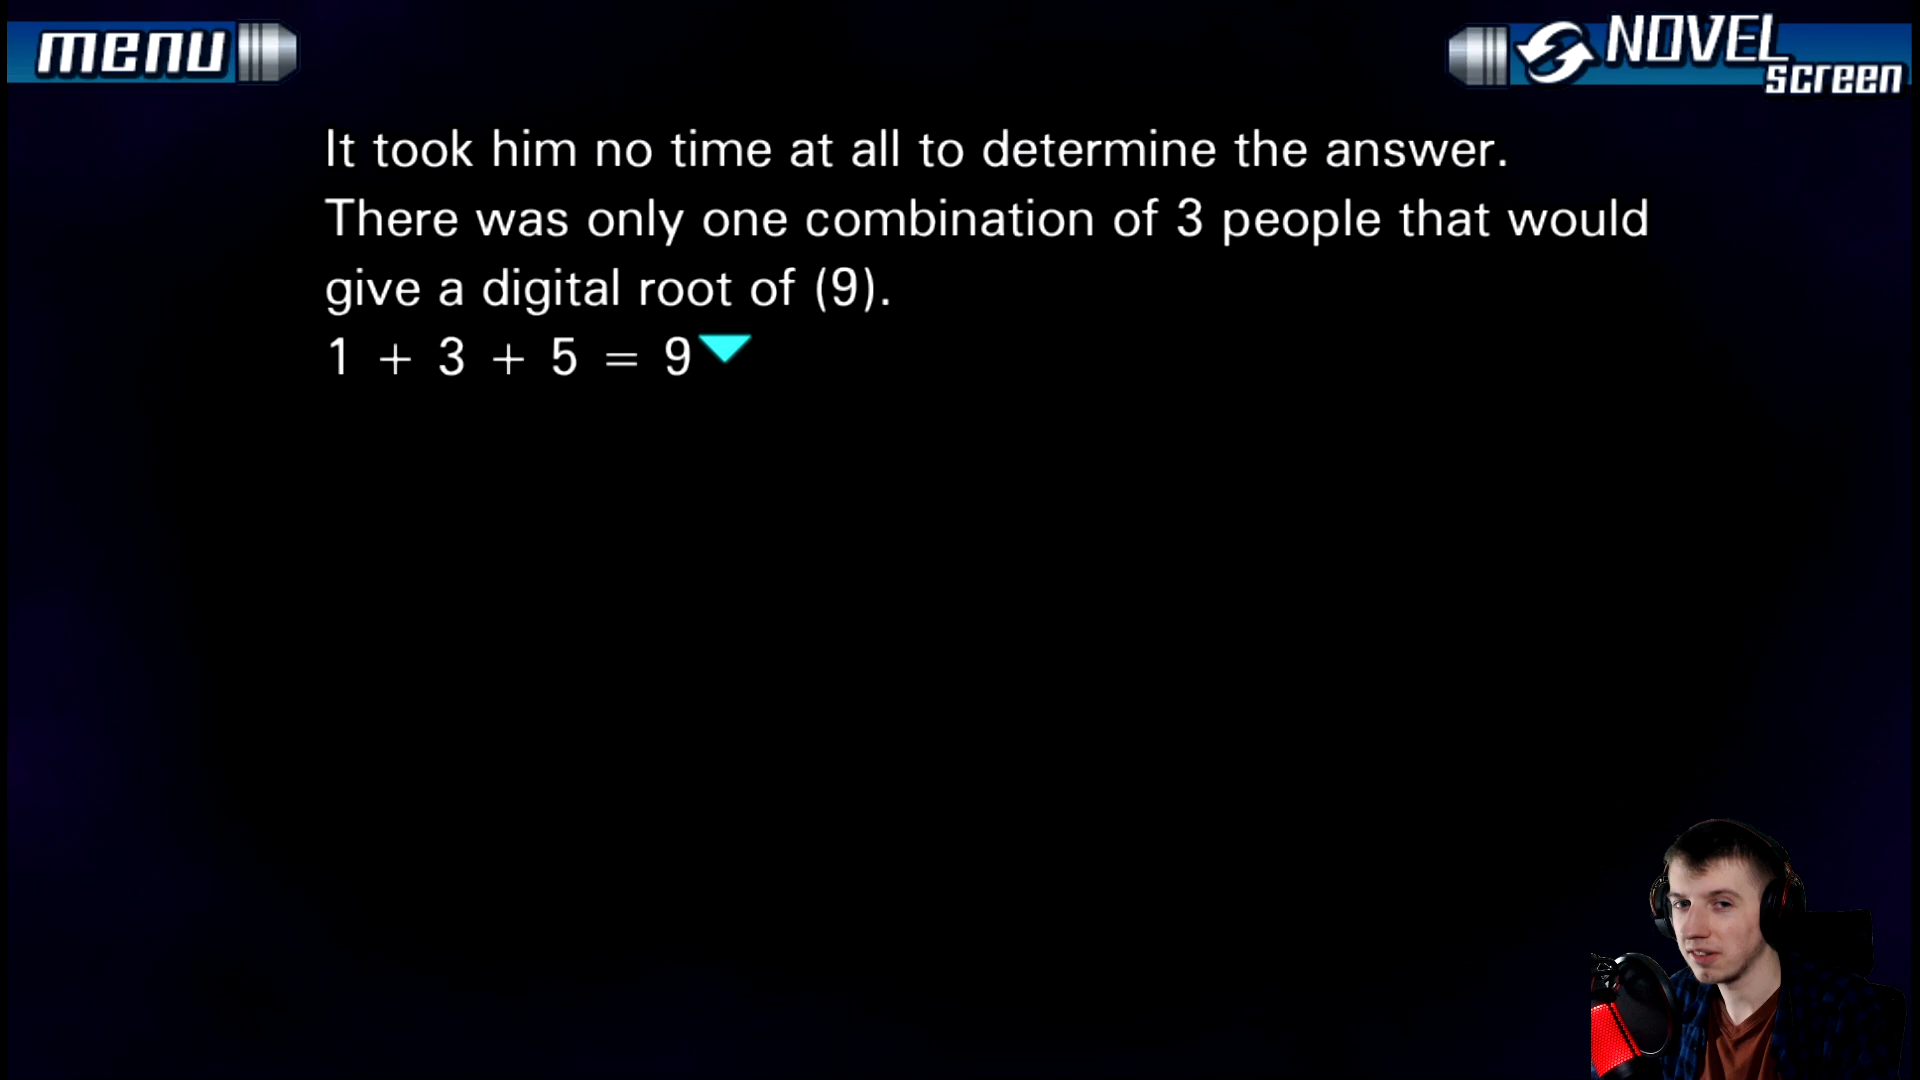 menu
NOVEL
screen
It took him no time at all to determine the answer.
There was only one combination of 3 people that would
give a digital root of (9).
1 + 3 + 5 = 9